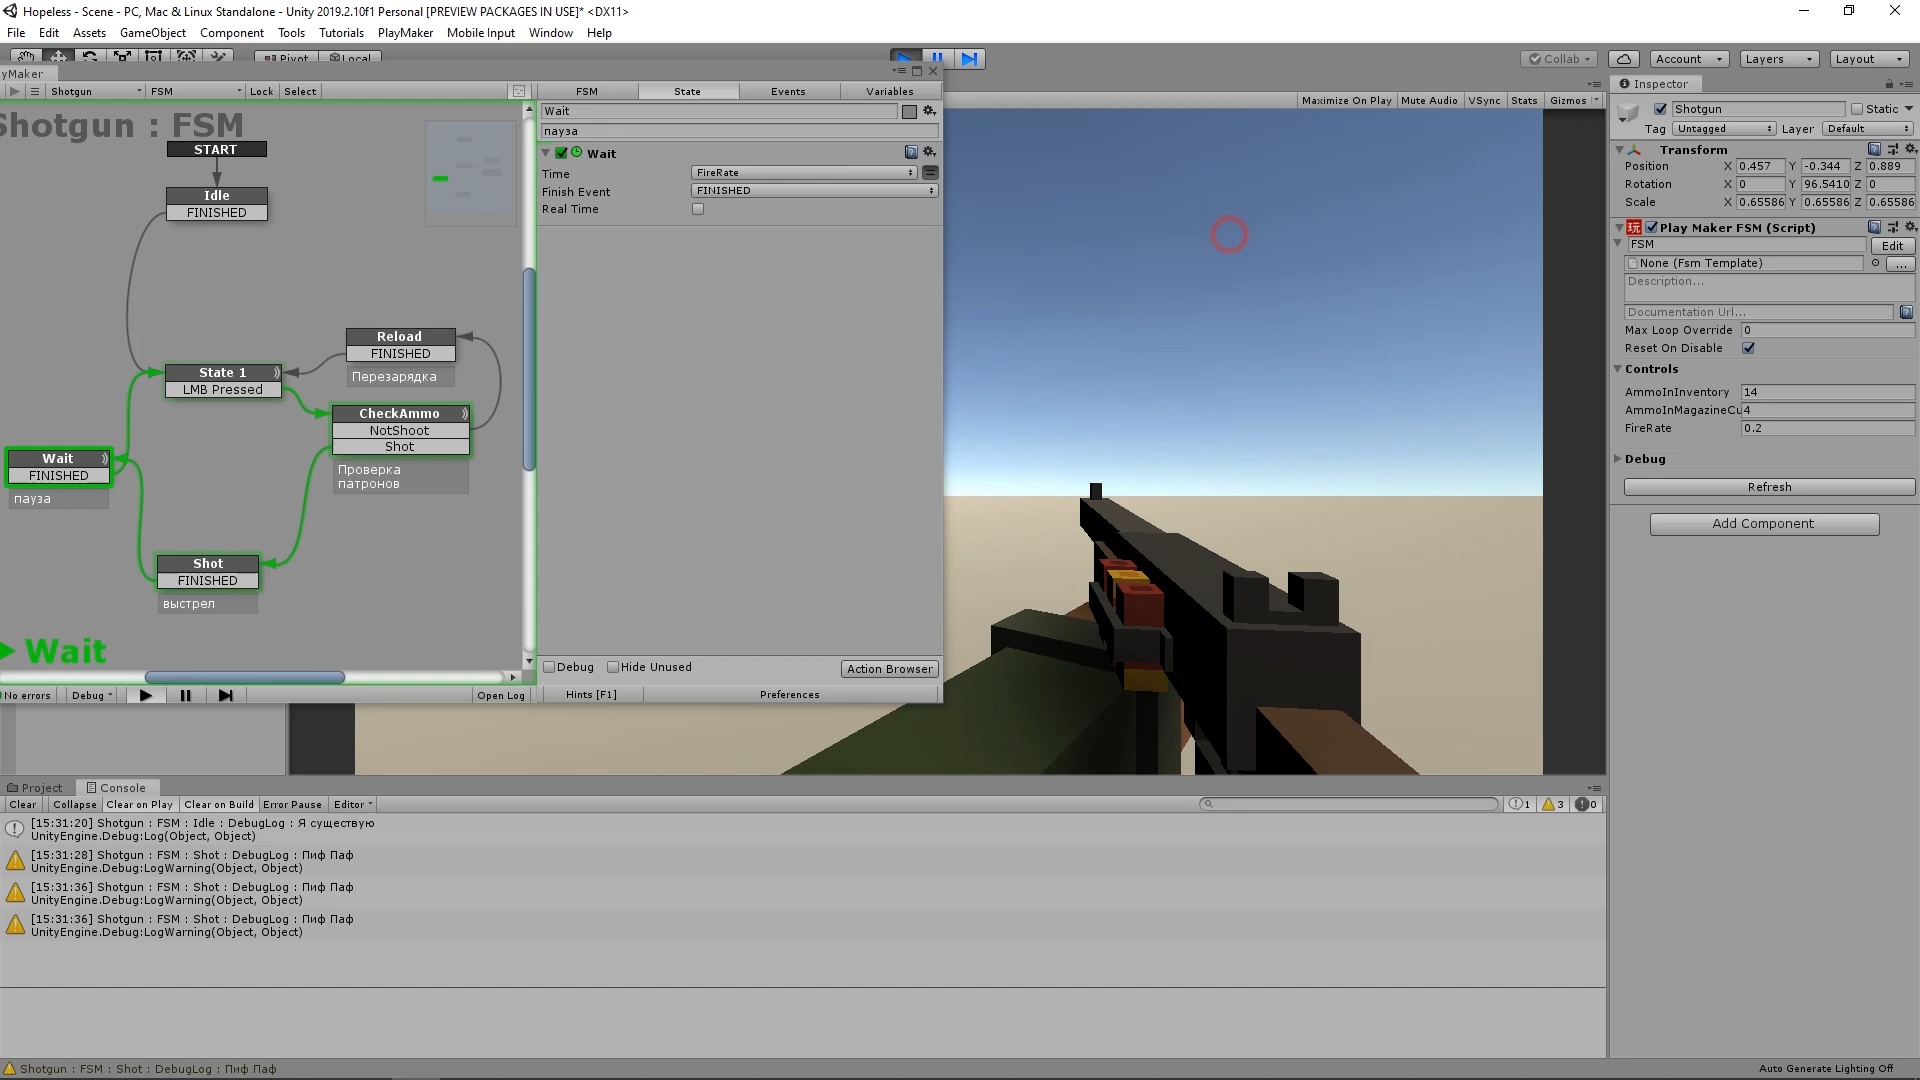 Hopeless - Scene - PC, Mac & Linux Standalone - Unity 2019.2.10f1 Personal [PREVIEW PACKAGES IN USE]* <DX11>
File Edit Assets GameObject Component Tools Tutorials PlayMaker Mobile Input Window Help
Pivot Local
Collab Account Layers Layout
yMaker
Shotgun FSM Lock Select
Shotgun : FSM
START
Idle
FINISHED
Reload
FINISHED
Перезарядка
State 1
LMB Pressed
CheckAmmo
NotShoot
Shot
Проверка
патронов
Wait
FINISHED
пауза
Shot
FINISHED
выстрел
Wait
No errors Debug Open Log
FSM State Events Variables
Wait
пауза
Wait
Time FireRate
Finish Event FINISHED
Real Time
Debug Hide Unused Action Browser
Hints [F1] Preferences
Maximize On Play Mute Audio VSync Stats Gizmos
Inspector
Shotgun Static
Tag Untagged Layer Default
Transform
Position X 0.457 Y -0.344 Z 0.889
Rotation X 0 Y 96.5410 Z 0
Scale X 0.65586 Y 0.65586 Z 0.65586
玩 Play Maker FSM (Script)
FSM Edit
None (Fsm Template) ...
Description...
Documentation Url...
Max Loop Override 0
Reset On Disable
Controls
AmmoInInventory 14
AmmoInMagazineCu 4
FireRate 0.2
Debug
Refresh
Add Component
Project Console
Clear Collapse Clear on Play Clear on Build Error Pause Editor 1 3 0
[15:31:20] Shotgun : FSM : Idle : DebugLog : Я существую
UnityEngine.Debug:Log(Object, Object)
[15:31:28] Shotgun : FSM : Shot : DebugLog : Пиф Паф
UnityEngine.Debug:LogWarning(Object, Object)
[15:31:36] Shotgun : FSM : Shot : DebugLog : Пиф Паф
UnityEngine.Debug:LogWarning(Object, Object)
[15:31:36] Shotgun : FSM : Shot : DebugLog : Пиф Паф
UnityEngine.Debug:LogWarning(Object, Object)
Shotgun : FSM : Shot : DebugLog : Пиф Паф
Auto Generate Lighting Off